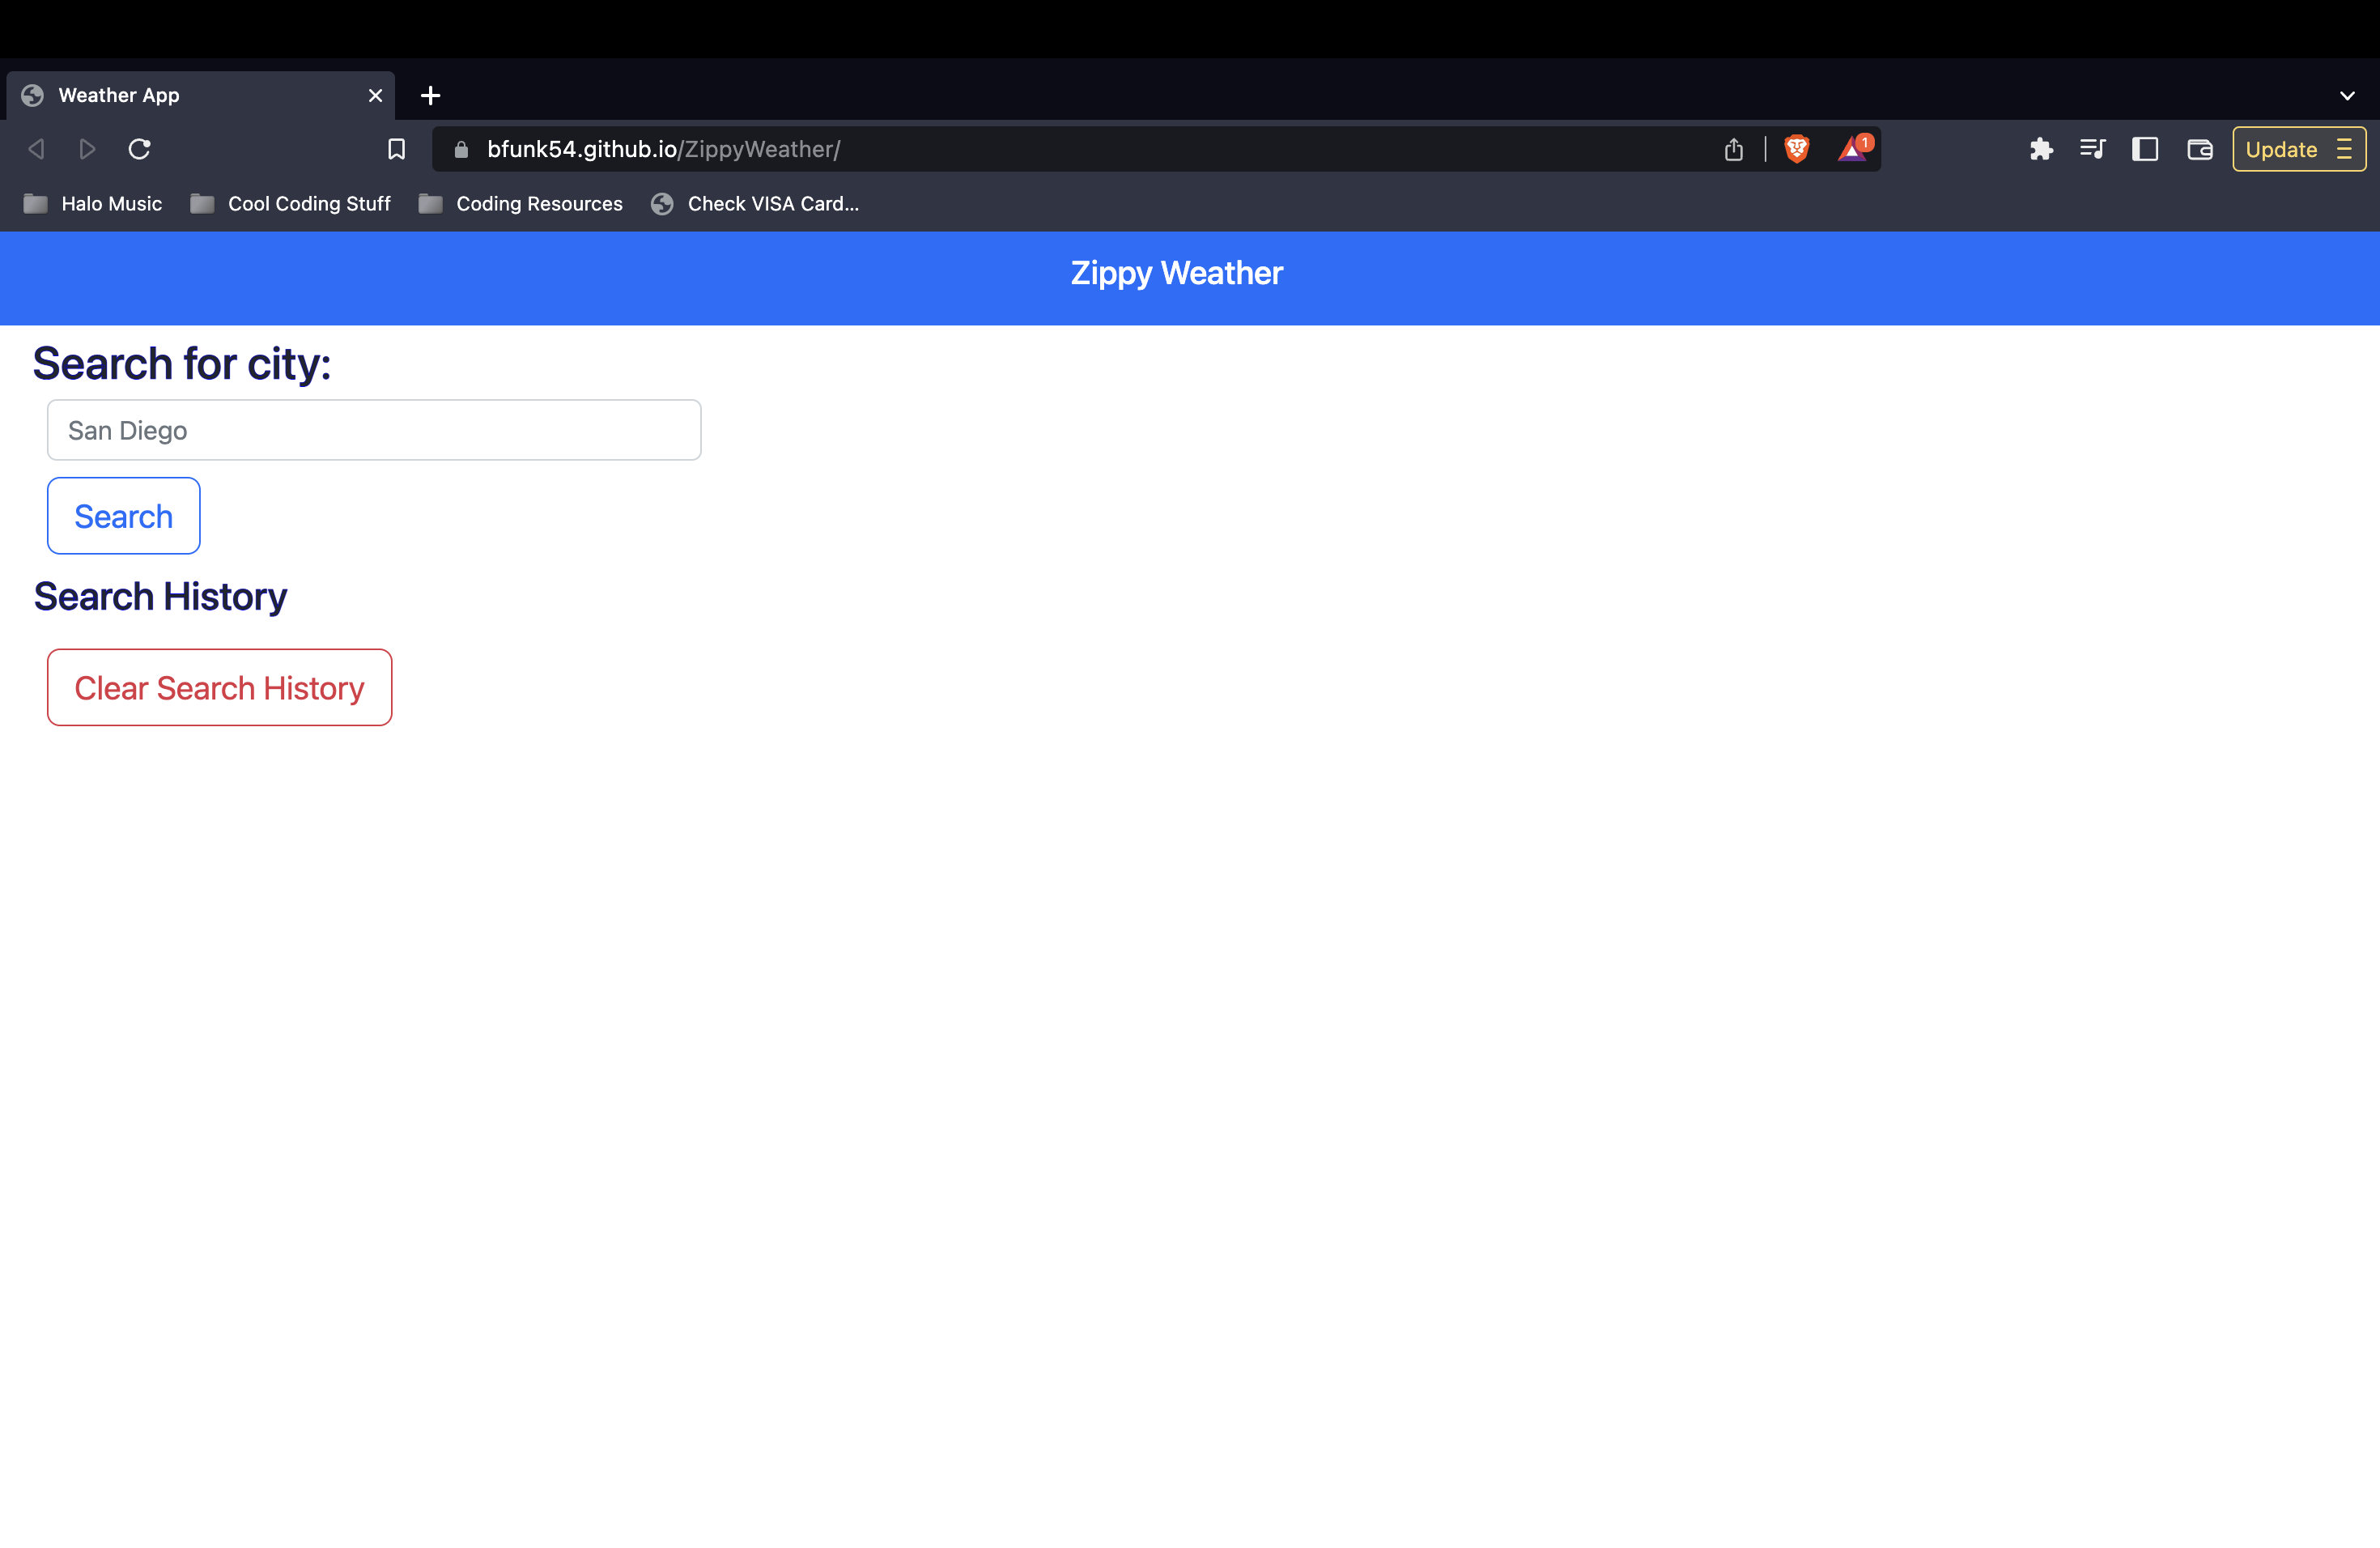 Weather App
bfunk54.github.io/ZippyWeather/
1
Update
Halo Music Cool Coding Stuff Coding Resources Check VISA Card...
Zippy Weather
Search for city:
San Diego
Search
Search History
Clear Search History